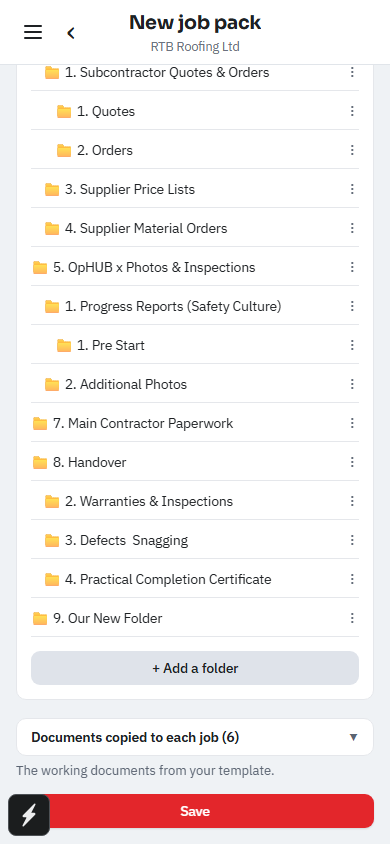 New job pack
RTB Roofing Ltd
1. Subcontractor Quotes & Orders
1. Quotes
2. Orders
3. Supplier Price Lists
4. Supplier Material Orders
5. OpHUB x Photos & Inspections
1. Progress Reports (Safety Culture)
1. Pre Start
2. Additional Photos
7. Main Contractor Paperwork
8. Handover
2. Warranties & Inspections
3. Defects  Snagging
4. Practical Completion Certificate
9. Our New Folder
+ Add a folder
Documents copied to each job (6)
The working documents from your template.
Save